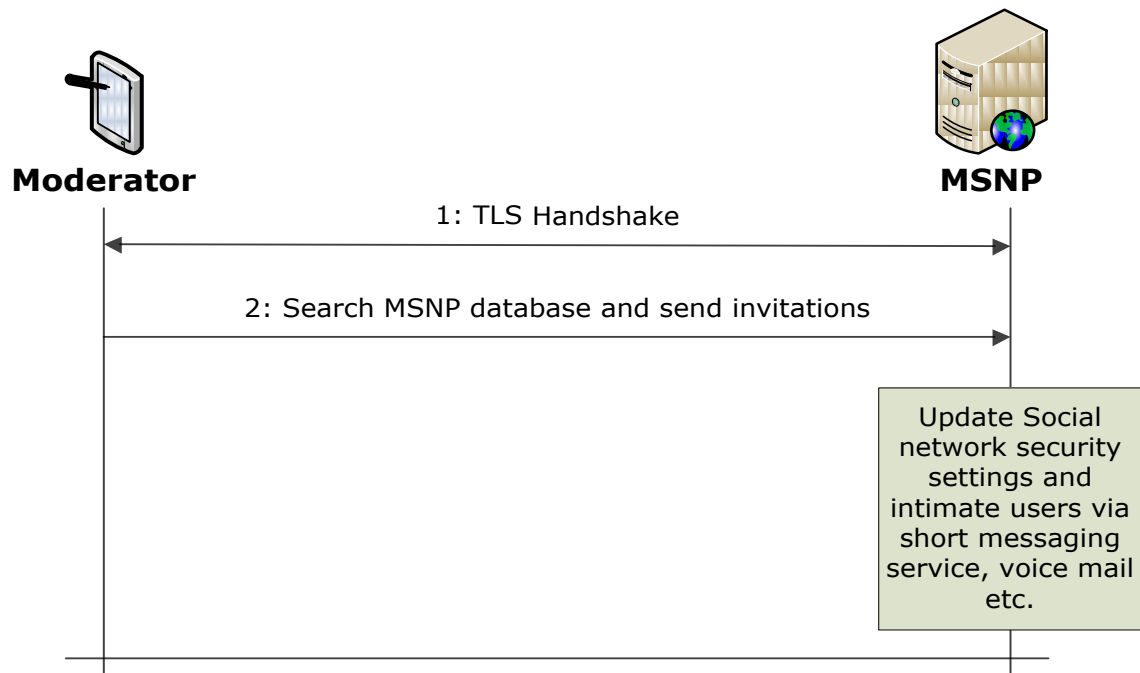 Moderator
MSNP
1: TLS Handshake
2: Search MSNP database and send invitations
Update Social
network security
settings and
intimate users via
short messaging
service, voice mail
etc.